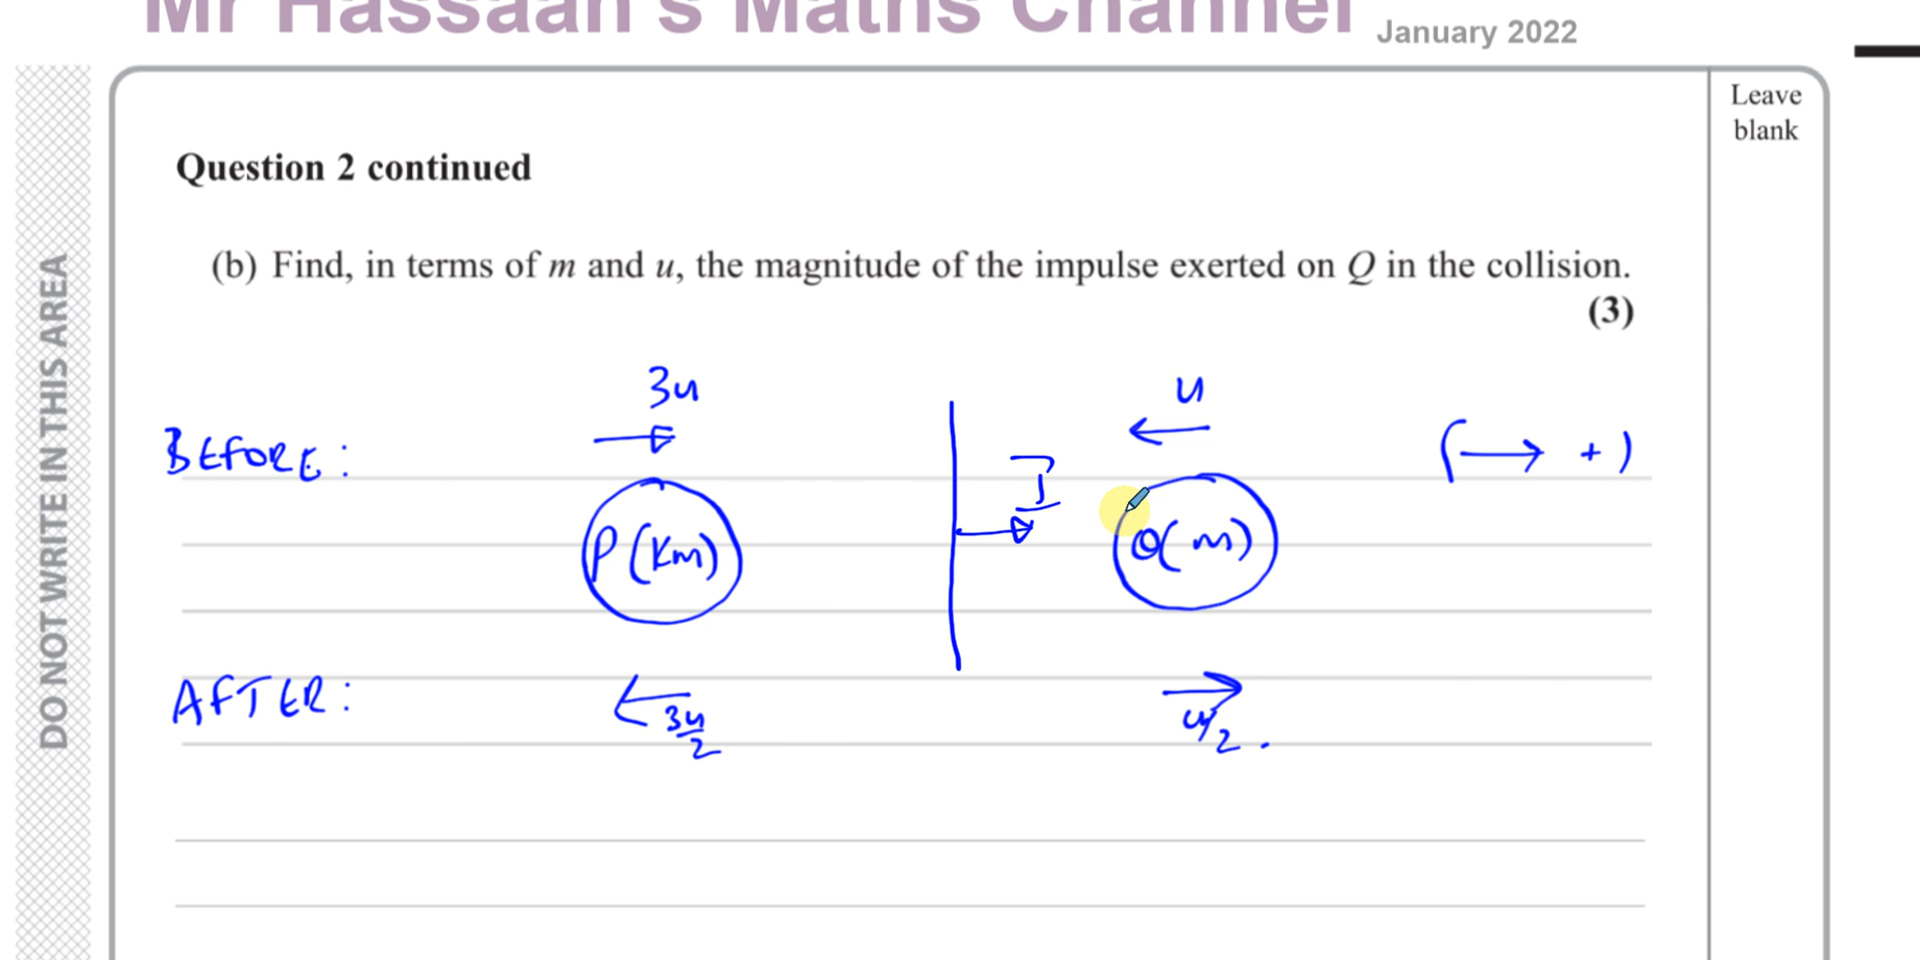 Mr Hassaan's Maths Channel
January 2022
Leave
blank
DO NOT WRITE IN THIS AREA
Question 2 continued
(b) Find, in terms of m and u, the magnitude of the impulse exerted on Q in the collision.
(3)
3u
u
BEFORE:
(→ +)
I
P(Km)
Q(m)
AFTER:
3u/2
u/2.